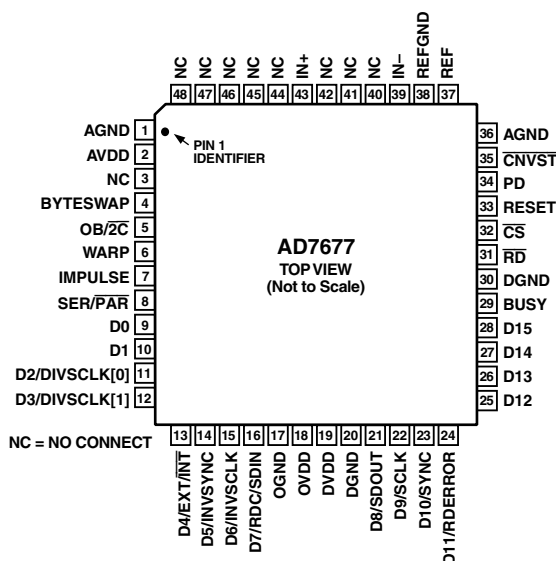 NC NC NC NC NC IN+ NC NC NC IN– REFGND REF
48 47 46 45 44 43 42 41 40 39 38 37
AGND 1
AVDD 2
NC 3
BYTESWAP 4
OB/2C 5
WARP 6
IMPULSE 7
SER/PAR 8
D0 9
D1 10
D2/DIVSCLK[0] 11
D3/DIVSCLK[1] 12
PIN 1
IDENTIFIER
AD7677
TOP VIEW
(Not to Scale)
36 AGND
35 CNVST
34 PD
33 RESET
32 CS
31 RD
30 DGND
29 BUSY
28 D15
27 D14
26 D13
25 D12
NC = NO CONNECT
13 14 15 16 17 18 19 20 21 22 23 24
D4/EXT/INT D5/INVSYNC D6/INVSCLK D7/RDC/SDIN OGND OVDD DVDD DGND D8/SDOUT D9/SCLK D10/SYNC D11/RDERROR